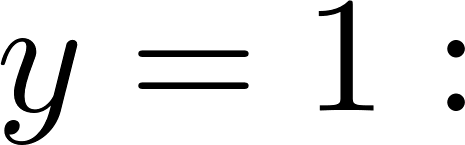 y = 1 :